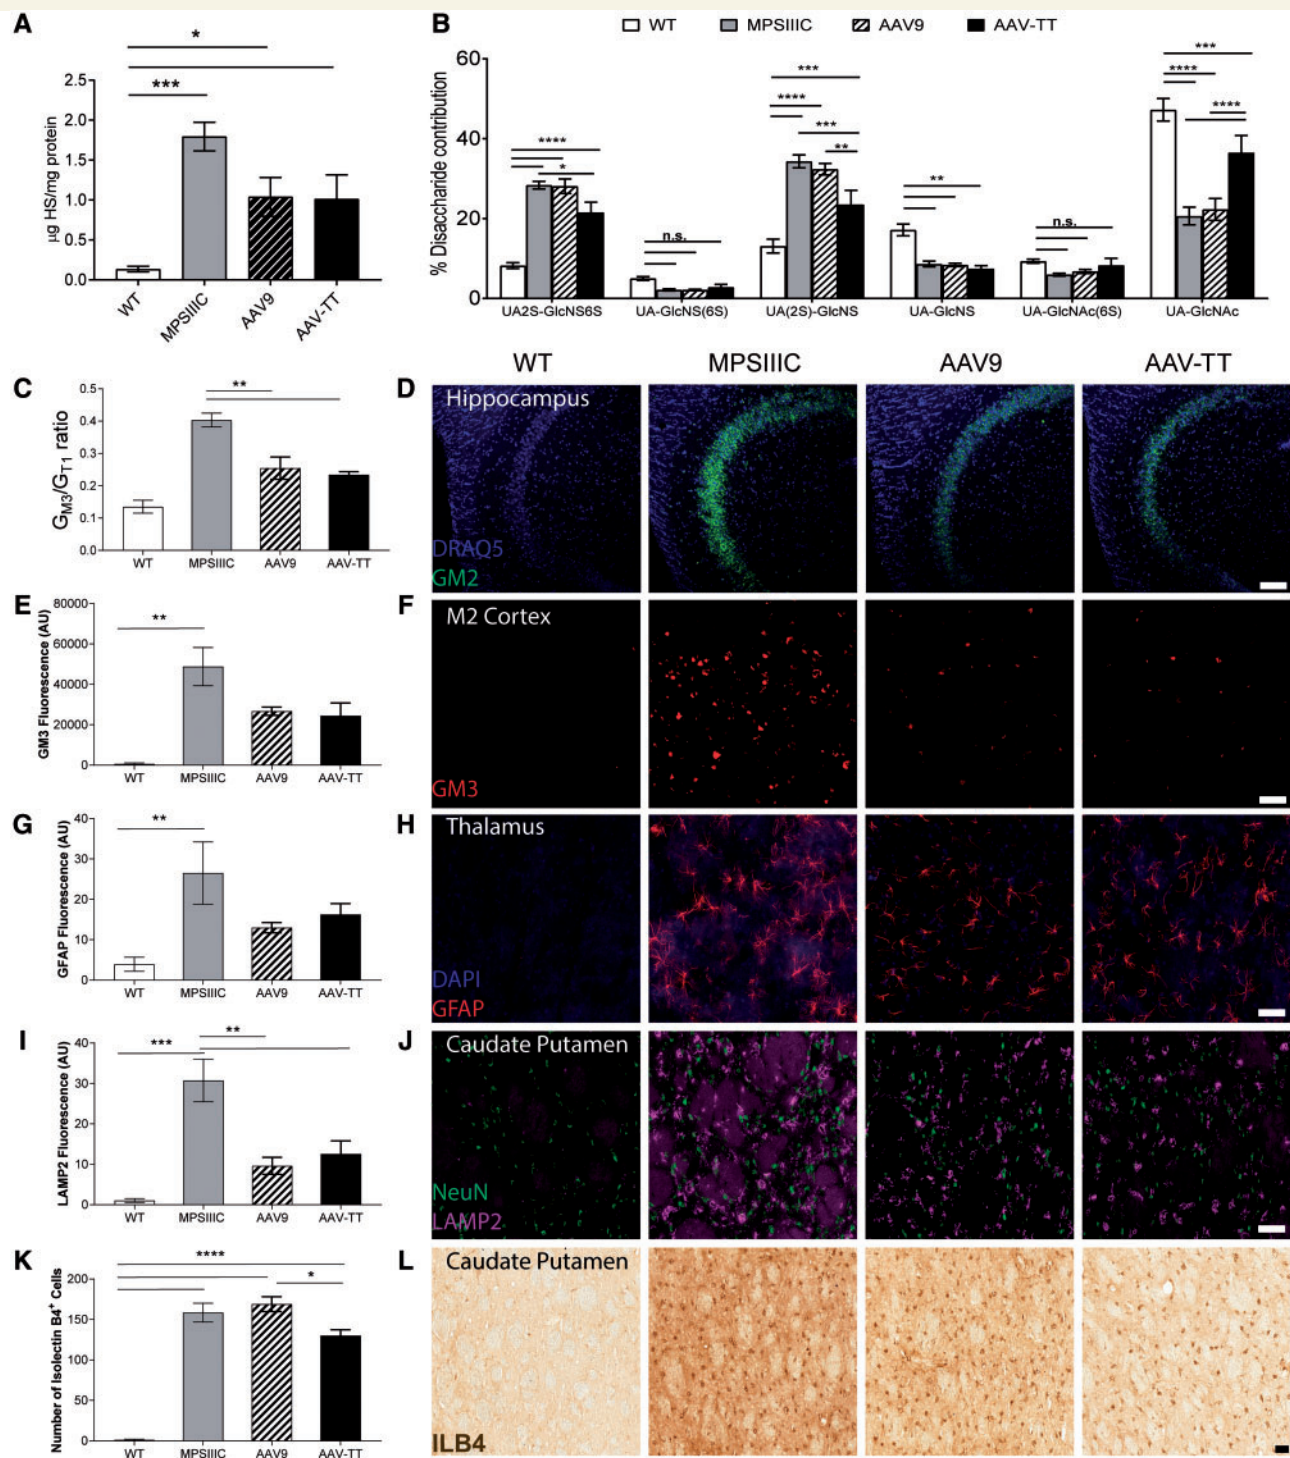 A
*
***
μg HS/mg protein
2.5
2.0
1.5
1.0
0.5
0.0
WT
MPSIIIC
AAV9
AAV-TT
B
WT MPSIIIC AAV9 AAV-TT
% Disaccharide contribution
60
40
20
0
****
*
n.s.
***
****
***
**
**
n.s.
***
****
****
UA2S-GlcNS6S UA-GlcNS(6S) UA(2S)-GlcNS UA-GlcNS UA-GlcNAc(6S) UA-GlcNAc
C
GM3/GT1 ratio
0.5
0.4
0.3
0.2
0.1
0.0
**
WT MPSIIIC AAV9 AAV-TT
WT MPSIIIC AAV9 AAV-TT
D
Hippocampus
DRAQ5
GM2
E
GM3 Fluorescence (AU)
80000
60000
40000
20000
0
**
WT MPSIIIC AAV9 AAV-TT
F
M2 Cortex
GM3
G
GFAP Fluorescence (AU)
40
30
20
10
0
**
WT MPSIIIC AAV9 AAV-TT
H
Thalamus
DAPI
GFAP
I
LAMP2 Fluorescence (AU)
40
30
20
10
0
***
**
WT MPSIIIC AAV9 AAV-TT
J
Caudate Putamen
NeuN
LAMP2
K
Number of Isolectin B4+ Cells
200
150
100
50
0
****
*
WT MPSIIIC AAV9 AAV-TT
L
Caudate Putamen
ILB4